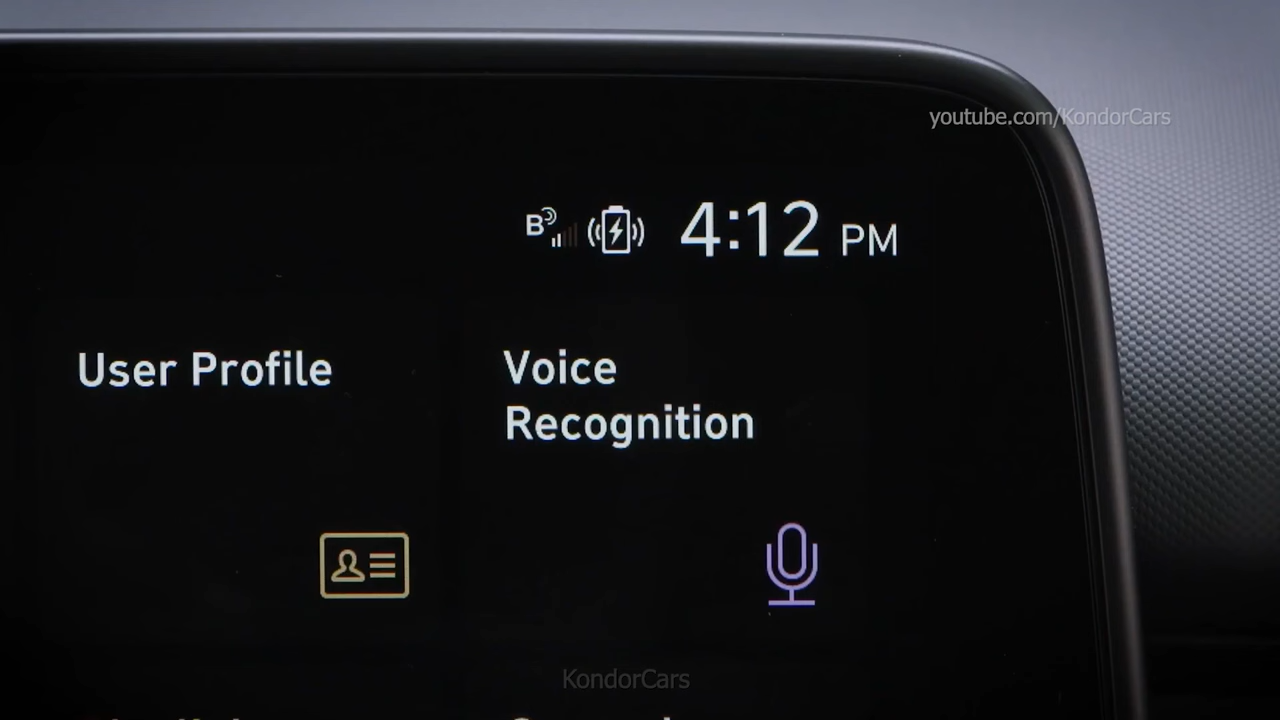 youtube.com/KondorCars
B
4:12 PM
User Profile
Voice
Recognition
KondorCars